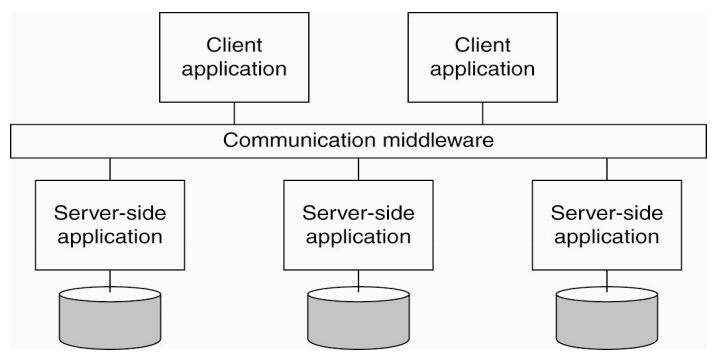 Client
application
Client
application
Communication middleware
Server-side
application
Server-side
application
Server-side
application